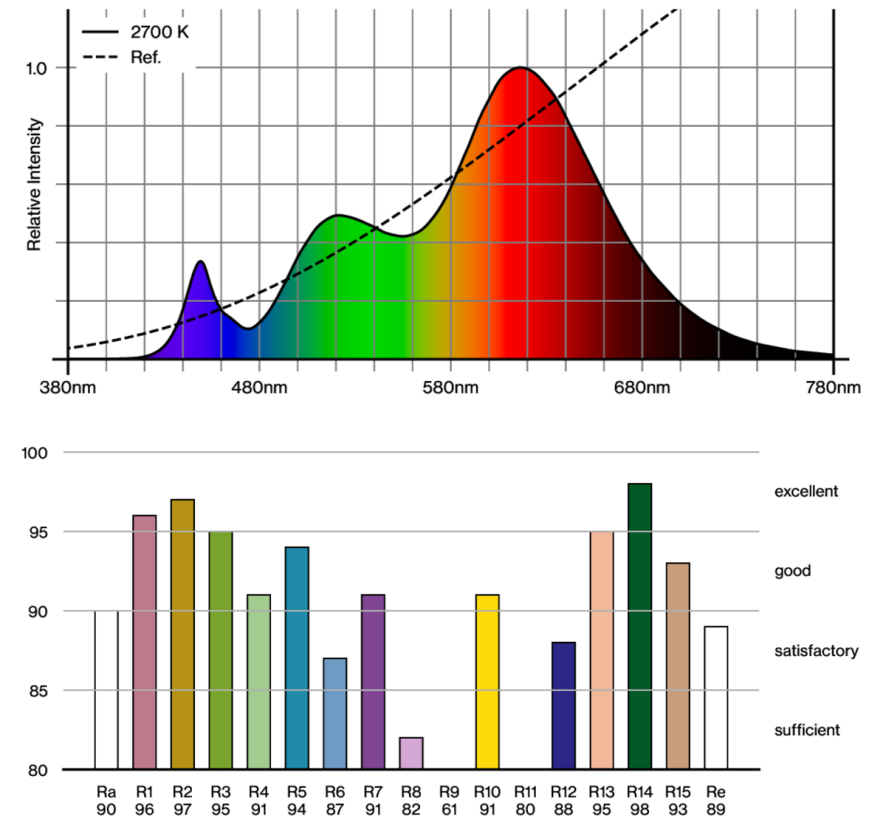 2700 K
Ref.
1.0
Relative Intensity
380nm 480nm 580nm 680nm 780nm
100
excellent
95
good
90
satisfactory
85
sufficient
80
Ra R1 R2 R3 R4 R5 R6 R7 R8 R9 R10 R11 R12 R13 R14 R15 Re
90 96 97 95 91 94 87 91 82 61 91 80 88 95 98 93 89